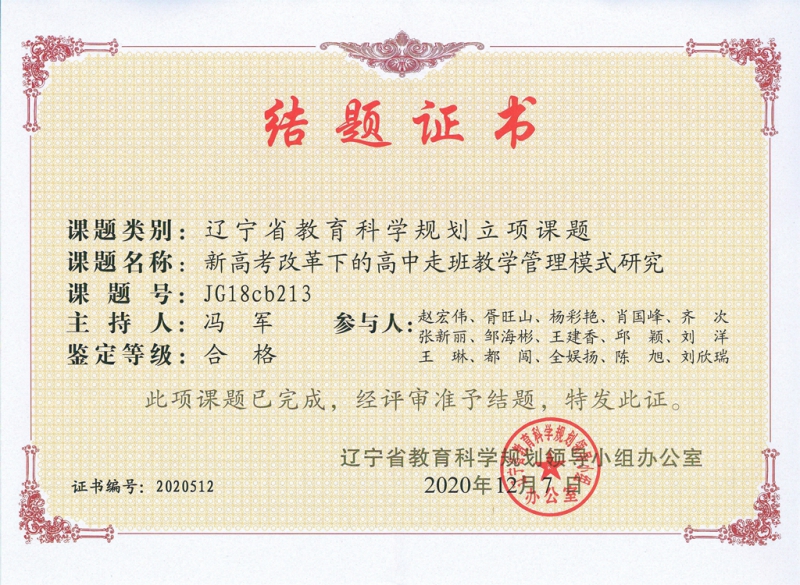 结题证书
课题类别：辽宁省教育科学规划立项课题
课题名称：新高考改革下的高中走班教学管理模式研究
课题号：JG18cb213
主持人：冯军
鉴定等级：合格
参与人：赵宏伟、胥旺山、杨彩艳、肖国峰、齐次
张新丽、邹海彬、王建香、邱颖、刘洋
王琳、都闯、全娱扬、陈旭、刘欣瑞
此项课题已完成，经评审准予结题，特发此证。
辽宁省教育科学规划领导小组办公室
2020年12月7日
证书编号：2020512
辽宁省教育科学规划领导小组
办公室